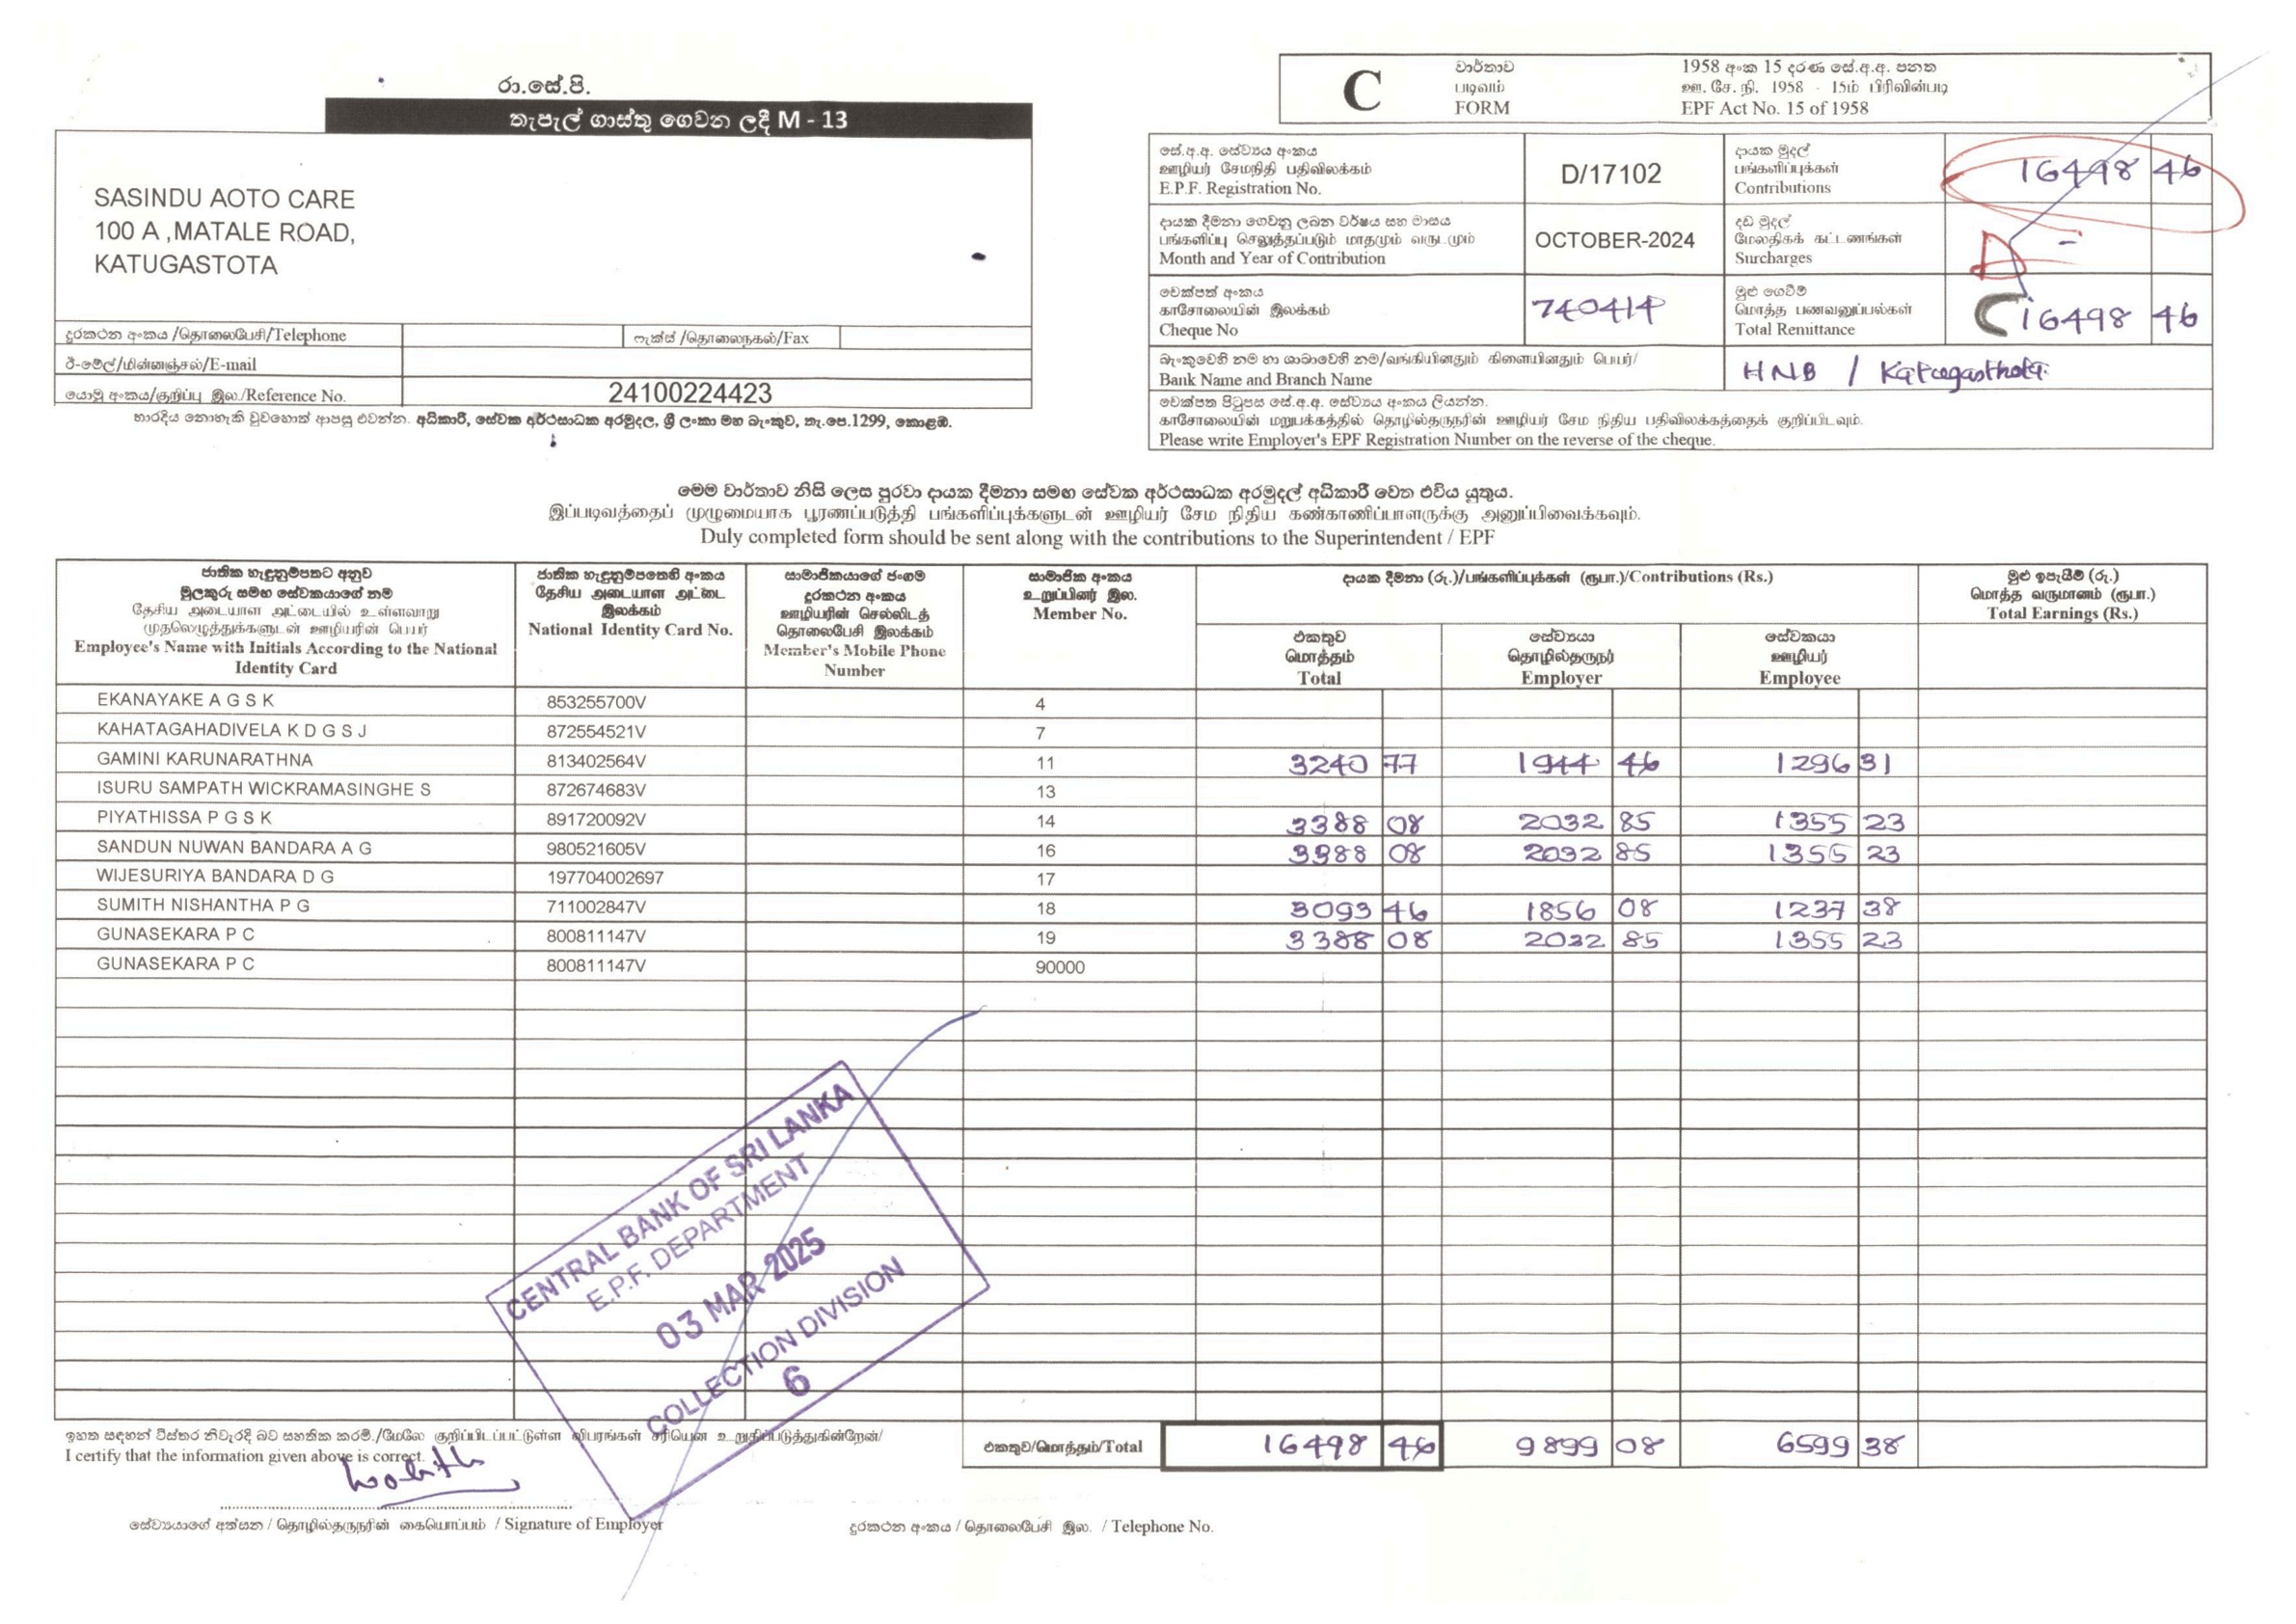 රා.සේ.පි.
තැපැල් ගාස්තු ගෙවන ලදී M - 13
SASINDU AOTO CARE
100 A ,MATALE ROAD,
KATUGASTOTA
දුරකථන අංකය /தொலைபேசி/Telephone
ෆැක්ස් /தொலைநகல்/Fax
ඊ-මේල්/மின்னஞ்சல்/E-mail
යොමු අංකය/குறிப்பு இல./Reference No. 24100224423
භාරදිය නොහැකි වුවහොත් ආපසු එවන්න. අධිකාරී, සේවක අර්ථසාධක අරමුදල, ශ්‍රී ලංකා මහ බැංකුව, තැ.පෙ.1299, කොළඹ.
C
වාර්තාව
படிவம்
FORM
1958 අංක 15 දරණ සේ.අ.අ. පනත
ஊ. சே. நி. 1958 - 15ம் பிரிவின்படி
EPF Act No. 15 of 1958
සේ.අ.අ. සේව්‍ය අංකය
ஊழியர் சேமநிதி பதிவிலக்கம்
E.P.F. Registration No.
D/17102
දායක මුදල්
பங்களிப்புக்கள்
Contributions
16498 46
දායක දීමනා ගෙවනු ලබන වර්ෂය සහ මාසය
பங்களிப்பு செலுத்தப்படும் மாதமும் வருடமும்
Month and Year of Contribution
OCTOBER-2024
දඩ මුදල්
மேலதிகக் கட்டணங்கள்
Surcharges
-
චෙක්පත් අංකය
காசோலையின் இலக்கம்
Cheque No
740414
මුළු ගෙවීම්
மொத்த பணவனுப்பல்கள்
Total Remittance
16498 46
බැංකුවෙහි නම හා ශාඛාවෙහි නම/வங்கியினதும் கிளையினதும் பெயர்/
Bank Name and Branch Name
HNB / Katugasthota
චෙක්පත පිටුපස සේ.අ.අ. සේව්‍ය අංකය ලියන්න.
காசோலையின் மறுபக்கத்தில் தொழில்தருநரின் ஊழியர் சேம நிதிய பதிவிலக்கத்தைக் குறிப்பிடவும்.
Please write Employer's EPF Registration Number on the reverse of the cheque.
මෙම වාර්තාව නිසි ලෙස පුරවා දායක දීමනා සමඟ සේවක අර්ථසාධක අරමුදල් අධිකාරී වෙත එවිය යුතුය.
இப்படிவத்தைப் முழுமையாக பூரணப்படுத்தி பங்களிப்புக்களுடன் ஊழியர் சேம நிதிய கண்காணிப்பாளருக்கு அனுப்பிவைக்கவும்.
Duly completed form should be sent along with the contributions to the Superintendent / EPF
ජාතික හැඳුනුම්පතට අනුව
මුලකුරු සමඟ සේවකයාගේ නම
தேசிய அடையாள அட்டையில் உள்ளவாறு
முதலெழுத்துக்களுடன் ஊழியரின் பெயர்
Employee's Name with Initials According to the National
Identity Card
ජාතික හැඳුනුම්පතෙහි අංකය
தேசிய அடையாள அட்டை
இலக்கம்
National Identity Card No.
සාමාජිකයාගේ ජංගම
දුරකථන අංකය
ஊழியரின் செல்லிடத்
தொலைபேசி இலக்கம்
Member's Mobile Phone
Number
සාමාජික අංකය
உறுப்பினர் இல.
Member No.
දායක දීමනා (රු.)/பங்களிப்புக்கள் (ரூபா.)/Contributions (Rs.)
එකතුව
மொத்தம்
Total
සේව්‍යයා
தொழில்தருநர்
Employer
සේවකයා
ஊழியர்
Employee
මුළු ඉපැයීම් (රු.)
மொத்த வருமானம் (ரூபா.)
Total Earnings (Rs.)
EKANAYAKE A G S K 853255700V 4
KAHATAGAHADIVELA K D G S J 872554521V 7
GAMINI KARUNARATHNA 813402564V 11 3240 77 1944 46 1296 31
ISURU SAMPATH WICKRAMASINGHE S 872674683V 13
PIYATHISSA P G S K 891720092V 14 3388 08 2032 85 1355 23
SANDUN NUWAN BANDARA A G 980521605V 16 3388 08 2032 85 1355 23
WIJESURIYA BANDARA D G 197704002697 17
SUMITH NISHANTHA P G 711002847V 18 3093 46 1856 08 1237 38
GUNASEKARA P C 800811147V 19 3388 08 2032 85 1355 23
GUNASEKARA P C 800811147V 90000
CENTRAL BANK OF SRI LANKA
E.P.F. DEPARTMENT
03 MAR 2025
COLLECTION DIVISION
6
ඉහත සඳහන් විස්තර නිවැරදි බව සහතික කරමි./மேலே குறிப்பிடப்பட்டுள்ள விபரங்கள் சரியென உறுதிப்படுத்துகின்றேன்/
I certify that the information given above is correct.
එකතුව/மொத்தம்/Total 16498 46 9899 08 6599 38
සේව්‍යයාගේ අත්සන / தொழில்தருநரின் கையொப்பம் / Signature of Employer
දුරකථන අංකය / தொலைபேசி இல. / Telephone No.